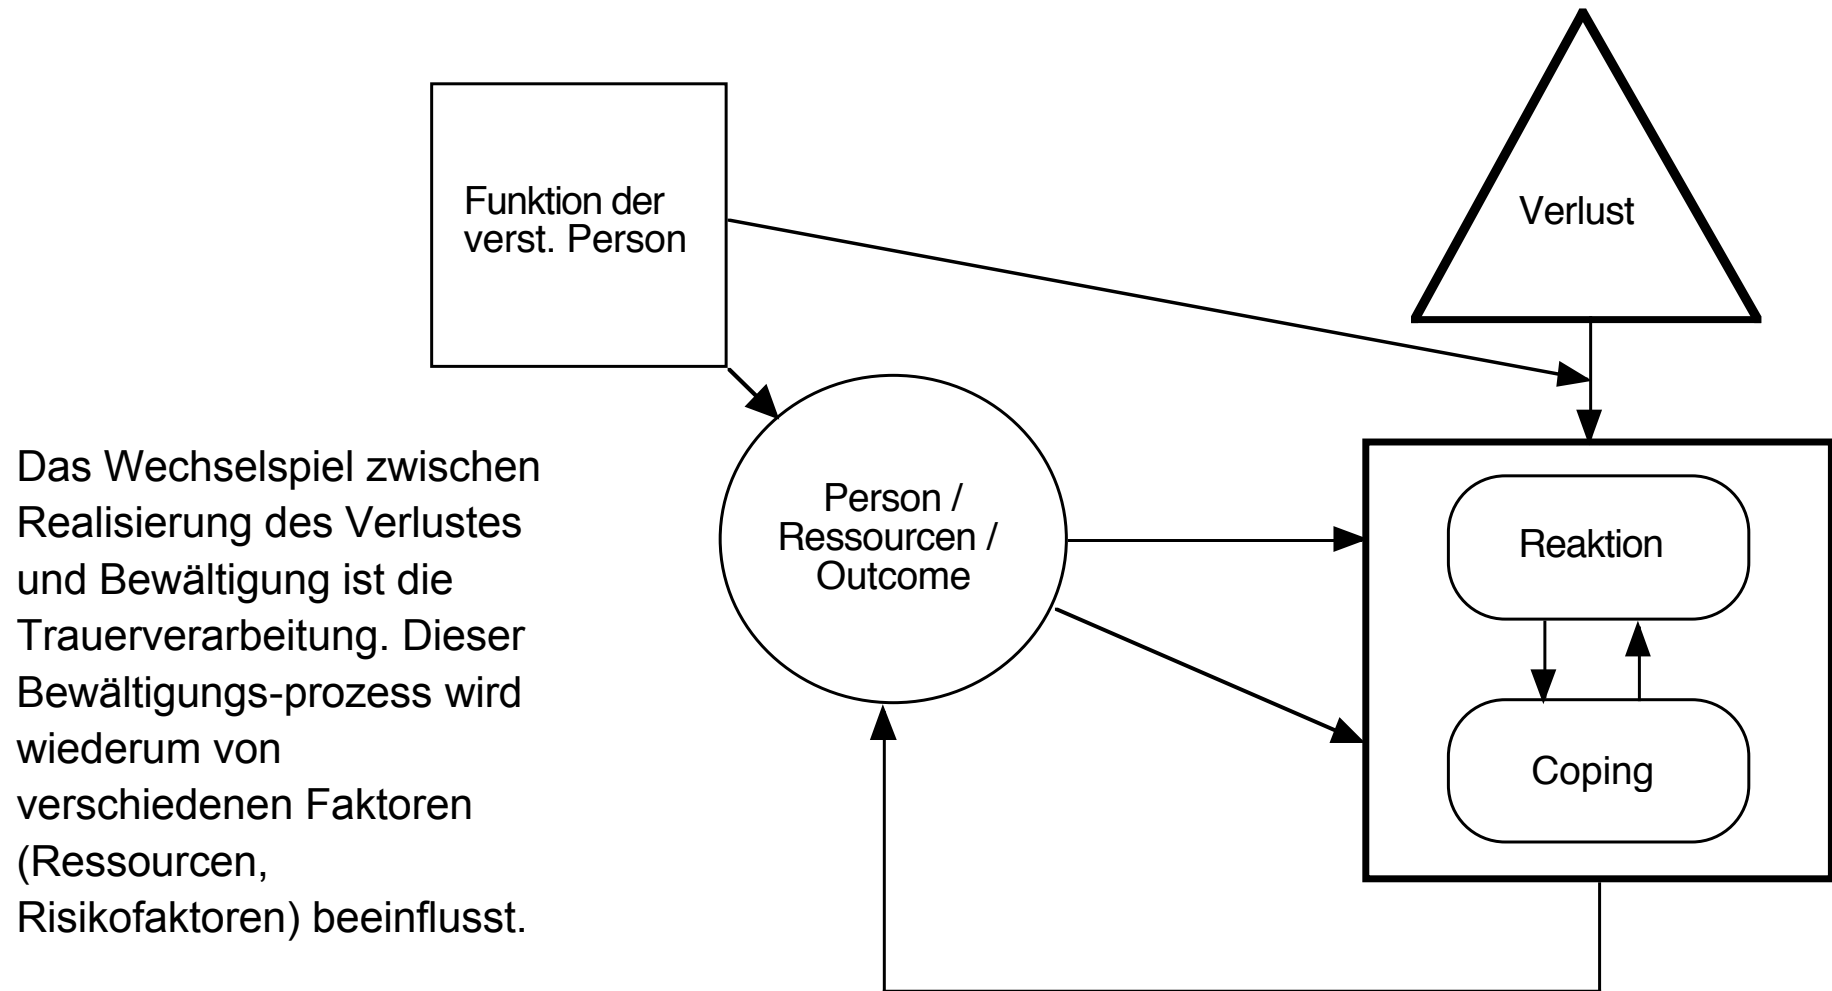 Funktion der
verst. Person
Verlust
Person /
Ressourcen /
Outcome
Reaktion
Coping
Das Wechselspiel zwischen
Realisierung des Verlustes
und Bewältigung ist die
Trauerverarbeitung. Dieser
Bewältigungs-prozess wird
wiederum von
verschiedenen Faktoren
(Ressourcen,
Risikofaktoren) beeinflusst.